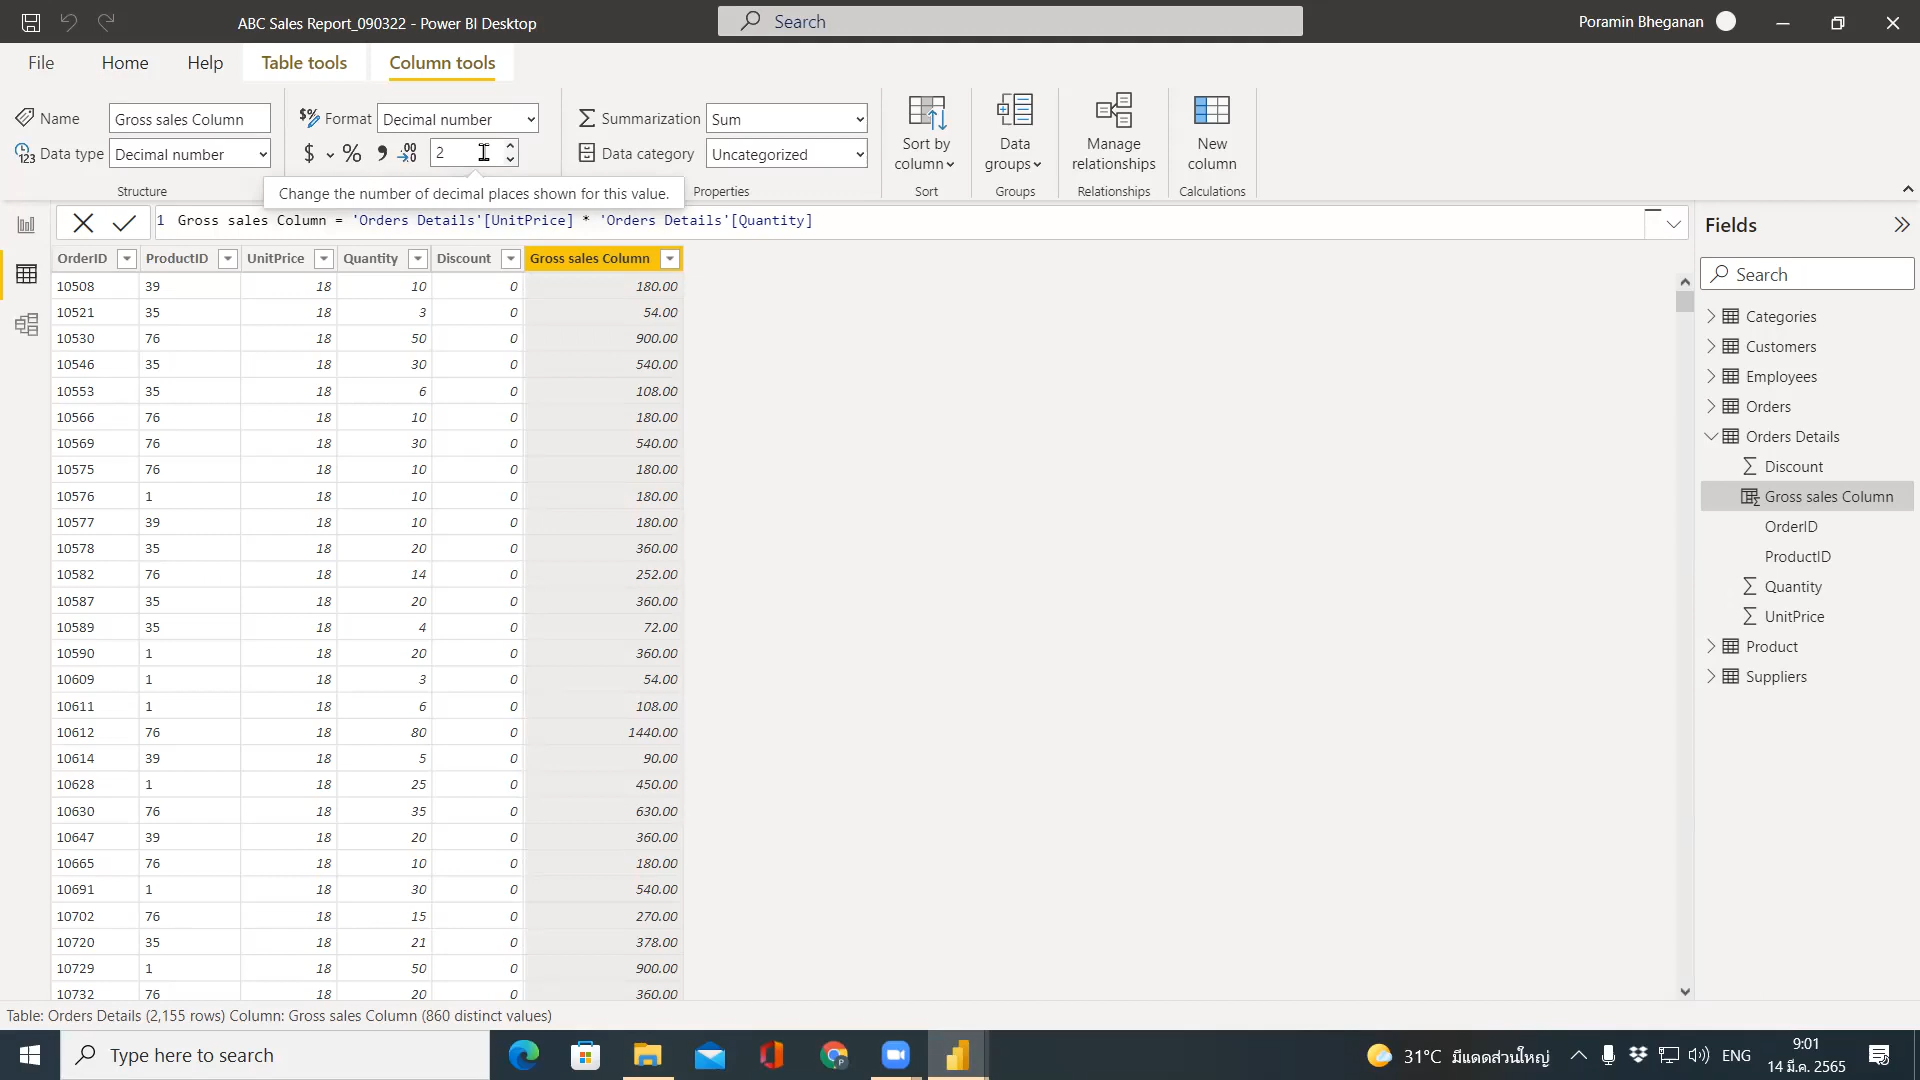 ABC Sales Report_090322 - Power BI Desktop
Search
Poramin Bheganan
File Home Help Table tools Column tools
Name Gross sales Column
$% Format Decimal number
Summarization Sum
Data type Decimal number
$ % 2
Data category Uncategorized
Sort by column
Data groups
Manage relationships
New column
Structure
Properties
Sort
Groups
Relationships
Calculations
Change the number of decimal places shown for this value.
1 Gross sales Column = 'Orders Details'[UnitPrice] * 'Orders Details'[Quantity]
OrderID ProductID UnitPrice Quantity Discount Gross sales Column
10508 39 18 10 0 180.00
10521 35 18 3 0 54.00
10530 76 18 50 0 900.00
10546 35 18 30 0 540.00
10553 35 18 6 0 108.00
10566 76 18 10 0 180.00
10569 76 18 30 0 540.00
10575 76 18 10 0 180.00
10576 1 18 10 0 180.00
10577 39 18 10 0 180.00
10578 35 18 20 0 360.00
10582 76 18 14 0 252.00
10587 35 18 20 0 360.00
10589 35 18 4 0 72.00
10590 1 18 20 0 360.00
10609 1 18 3 0 54.00
10611 1 18 6 0 108.00
10612 76 18 80 0 1440.00
10614 39 18 5 0 90.00
10628 1 18 25 0 450.00
10630 76 18 35 0 630.00
10647 39 18 20 0 360.00
10665 76 18 10 0 180.00
10691 1 18 30 0 540.00
10702 76 18 15 0 270.00
10720 35 18 21 0 378.00
10729 1 18 50 0 900.00
10732 76 18 20 0 360.00
Fields
Search
Categories
Customers
Employees
Orders
Orders Details
Discount
Gross sales Column
OrderID
ProductID
Quantity
UnitPrice
Product
Suppliers
Table: Orders Details (2,155 rows) Column: Gross sales Column (860 distinct values)
Type here to search
31°C มีแดดส่วนใหญ่
ENG
9:01
14 มี.ค. 2565